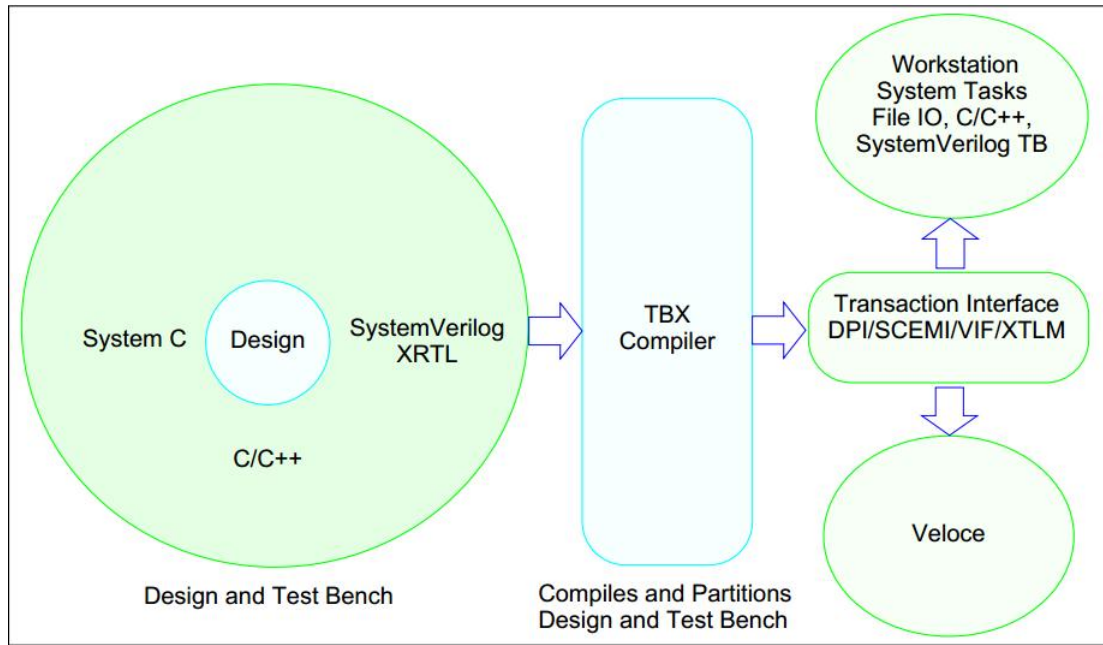 System C
Design
SystemVerilog
XRTL
C/C++
Design and Test Bench
TBX
Compiler
Compiles and Partitions
Design and Test Bench
Workstation
System Tasks
File IO, C/C++,
SystemVerilog TB
Transaction Interface
DPI/SCEMI/VIF/XTLM
Veloce